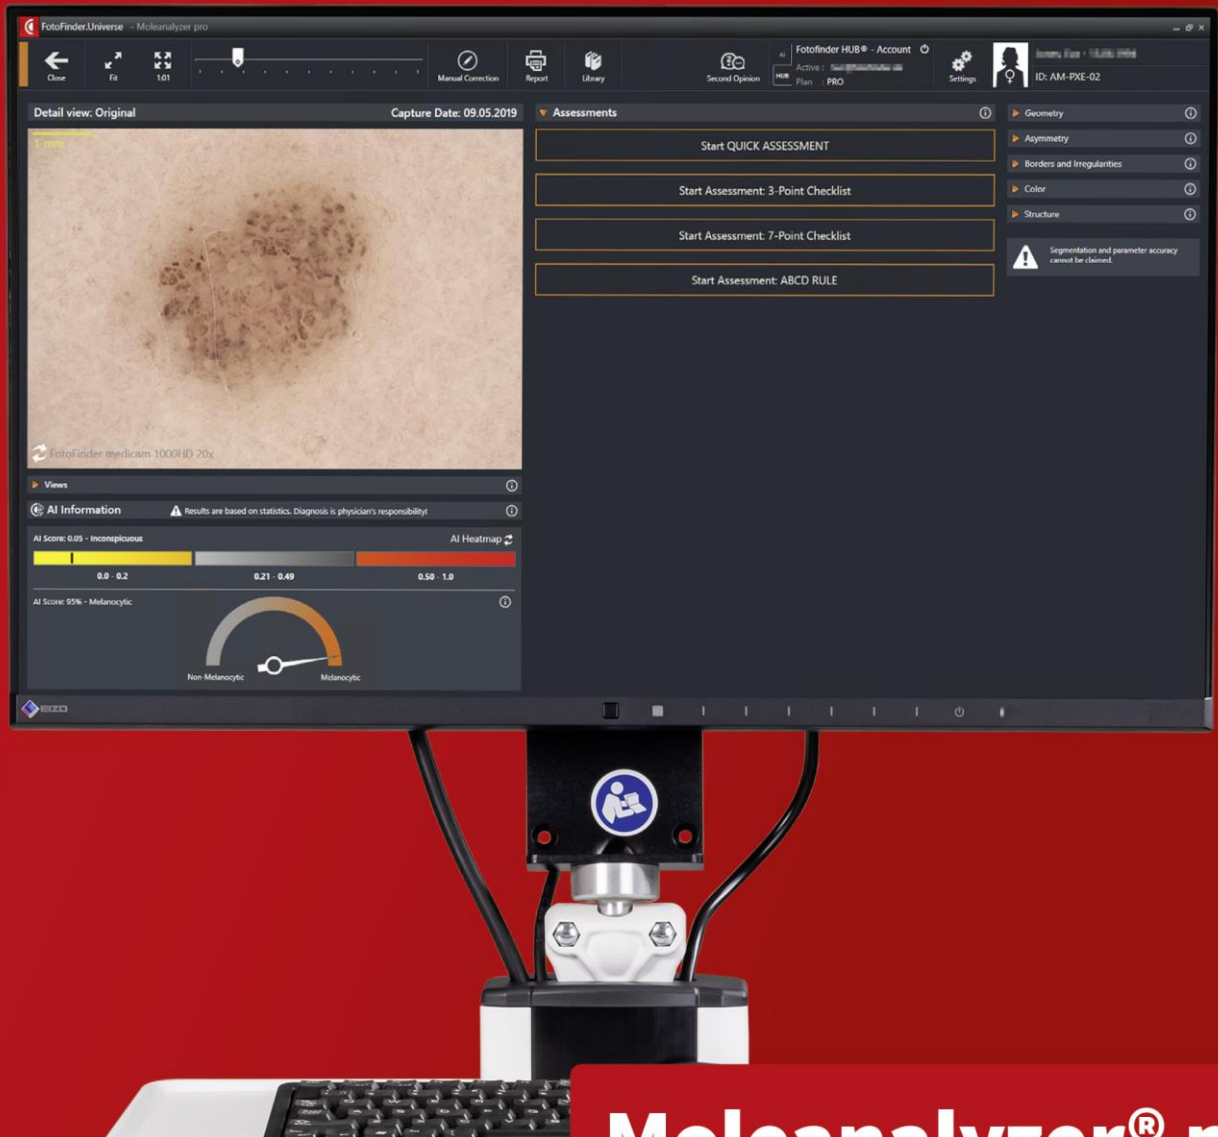 FotoFinder.Universe - Moleanalyzer pro
Close
Fit
1.01
Manual Correction
Report
Library
Second Opinion
AI
HUB
Fotofinder HUB® - Account
Active :
Plan : PRO
Settings
ID: AM-PXE-02
Detail view: Original
Capture Date: 09.05.2019
1 mm
FotoFinder medicam 1000HD 20x
Views
AI Information
Results are based on statistics. Diagnosis is physician's responsibility!
AI Score: 0.05 - Inconspicuous
AI Heatmap
0.0 - 0.2
0.21 - 0.49
0.50 - 1.0
AI Score: 95% - Melanocytic
Non-Melanocytic
Melanocytic
Assessments
Start QUICK ASSESSMENT
Start Assessment: 3-Point Checklist
Start Assessment: 7-Point Checklist
Start Assessment: ABCD RULE
Geometry
Asymmetry
Borders and Irregularities
Color
Structure
Segmentation and parameter accuracy
cannot be claimed.
EIZO
Moleanalyzer®